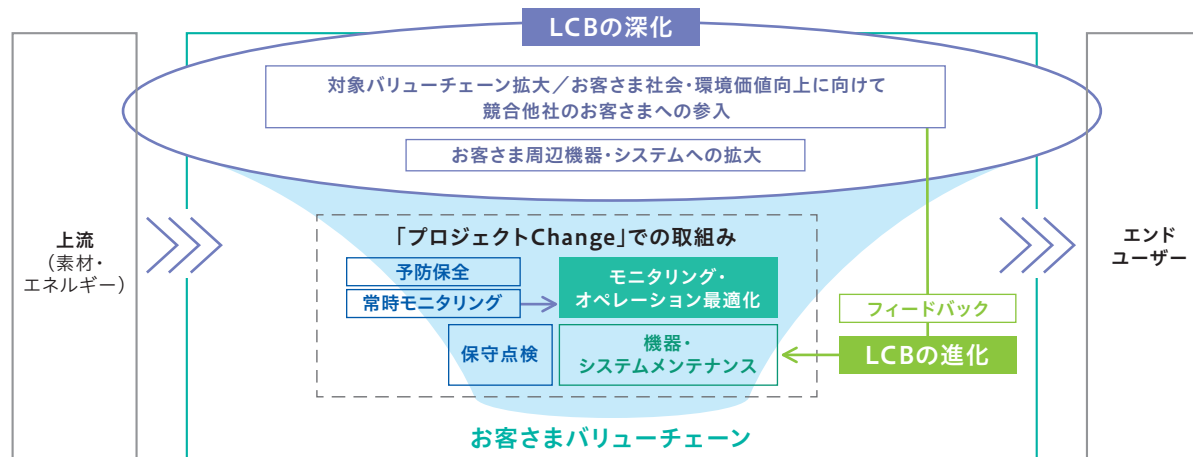 LCBの深化
対象バリューチェーン拡大／お客さま社会・環境価値向上に向けて
競合他社のお客さまへの参入
お客さま周辺機器・システムへの拡大
上流
（素材・
エネルギー）
「プロジェクトChange」での取組み
予防保全
常時モニタリング
モニタリング・
オペレーション最適化
保守点検
機器・
システムメンテナンス
フィードバック
LCBの進化
エンド
ユーザー
お客さまバリューチェーン